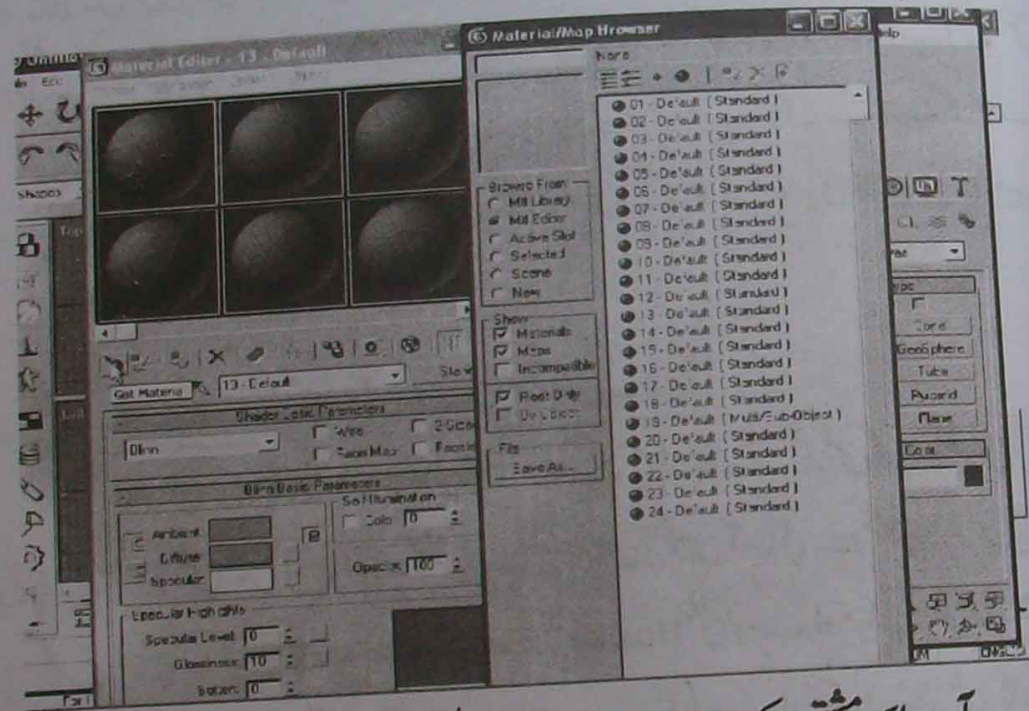 Material Editor - 13 - Default
Material/Map Browser
None
Help
Shapes
Top
01 - Default ( Standard )
02 - Default ( Standard )
03 - Default ( Standard )
04 - Default ( Standard )
05 - Default ( Standard )
06 - Default ( Standard )
07 - Default ( Standard )
08 - Default ( Standard )
09 - Default ( Standard )
10 - Default ( Standard )
11 - Default ( Standard )
12 - Default ( Standard )
13 - Default ( Standard )
14 - Default ( Standard )
15 - Default ( Standard )
16 - Default ( Standard )
17 - Default ( Standard )
18 - Default ( Standard )
19 - Default ( Multi/Sub-Object )
20 - Default ( Standard )
21 - Default ( Standard )
22 - Default ( Standard )
23 - Default ( Standard )
24 - Default ( Standard )
Browse From
Mtl Library
Mtl Editor
Active Slot
Selected
Scene
New
Show
Materials
Maps
Incompatible
Root Only
By Object
File
Save As...
Get Material
13 - Default
Shader Basic Parameters
Blinn
Wire
Face Map
Blinn Basic Parameters
Self-Illumination
Color 0
Ambient
Diffuse
Specular
Opacity: 100
Specular Highlights
Specular Level: 0
Glossiness: 10
Soften: 0
Cone
GeoSphere
Tube
Pyramid
Plane